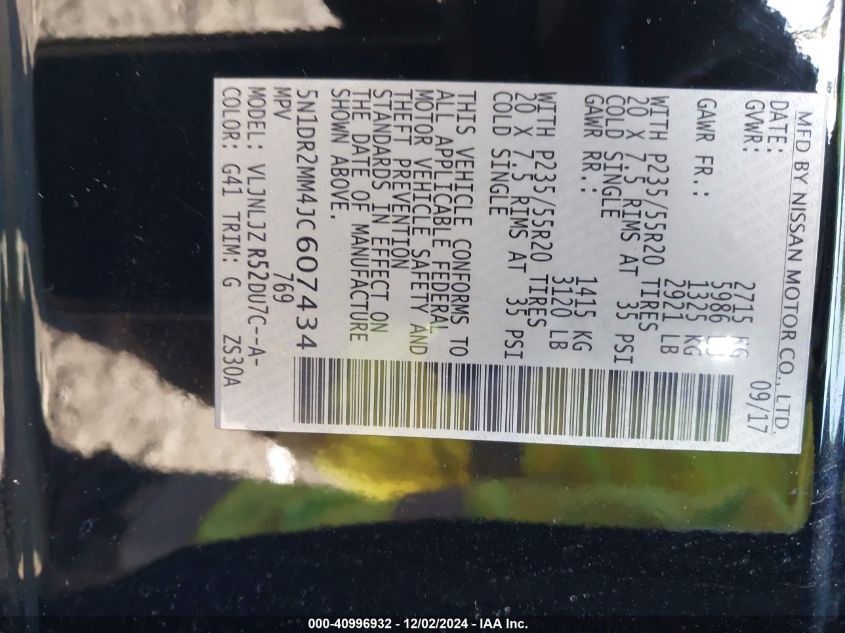 MFD BY NISSAN MOTOR CO., LTD.
DATE: 09/17
GVWR: 2715 KG
5986
GAWR FR.: 1325 KG
2921 LB
WITH P235/55R20 TIRES
20 X 7.5 RIMS AT 35 PSI
COLD SINGLE
GAWR RR.: 1415 KG
3120 LB
WITH P235/55R20 TIRES
20 X 7.5 RIMS AT 35 PSI
COLD SINGLE
THIS VEHICLE CONFORMS TO
ALL APPLICABLE FEDERAL
MOTOR VEHICLE SAFETY AND
THEFT PREVENTION
STANDARDS IN EFFECT ON
THE DATE OF MANUFACTURE
SHOWN ABOVE.
5N1DR2MM4JC607434
MPV 769
MODEL: VLJNLJZ R52DU7C--A-
COLOR: G41 TRIM: G ZS30A
000-40996932 - 12/02/2024 - IAA Inc.